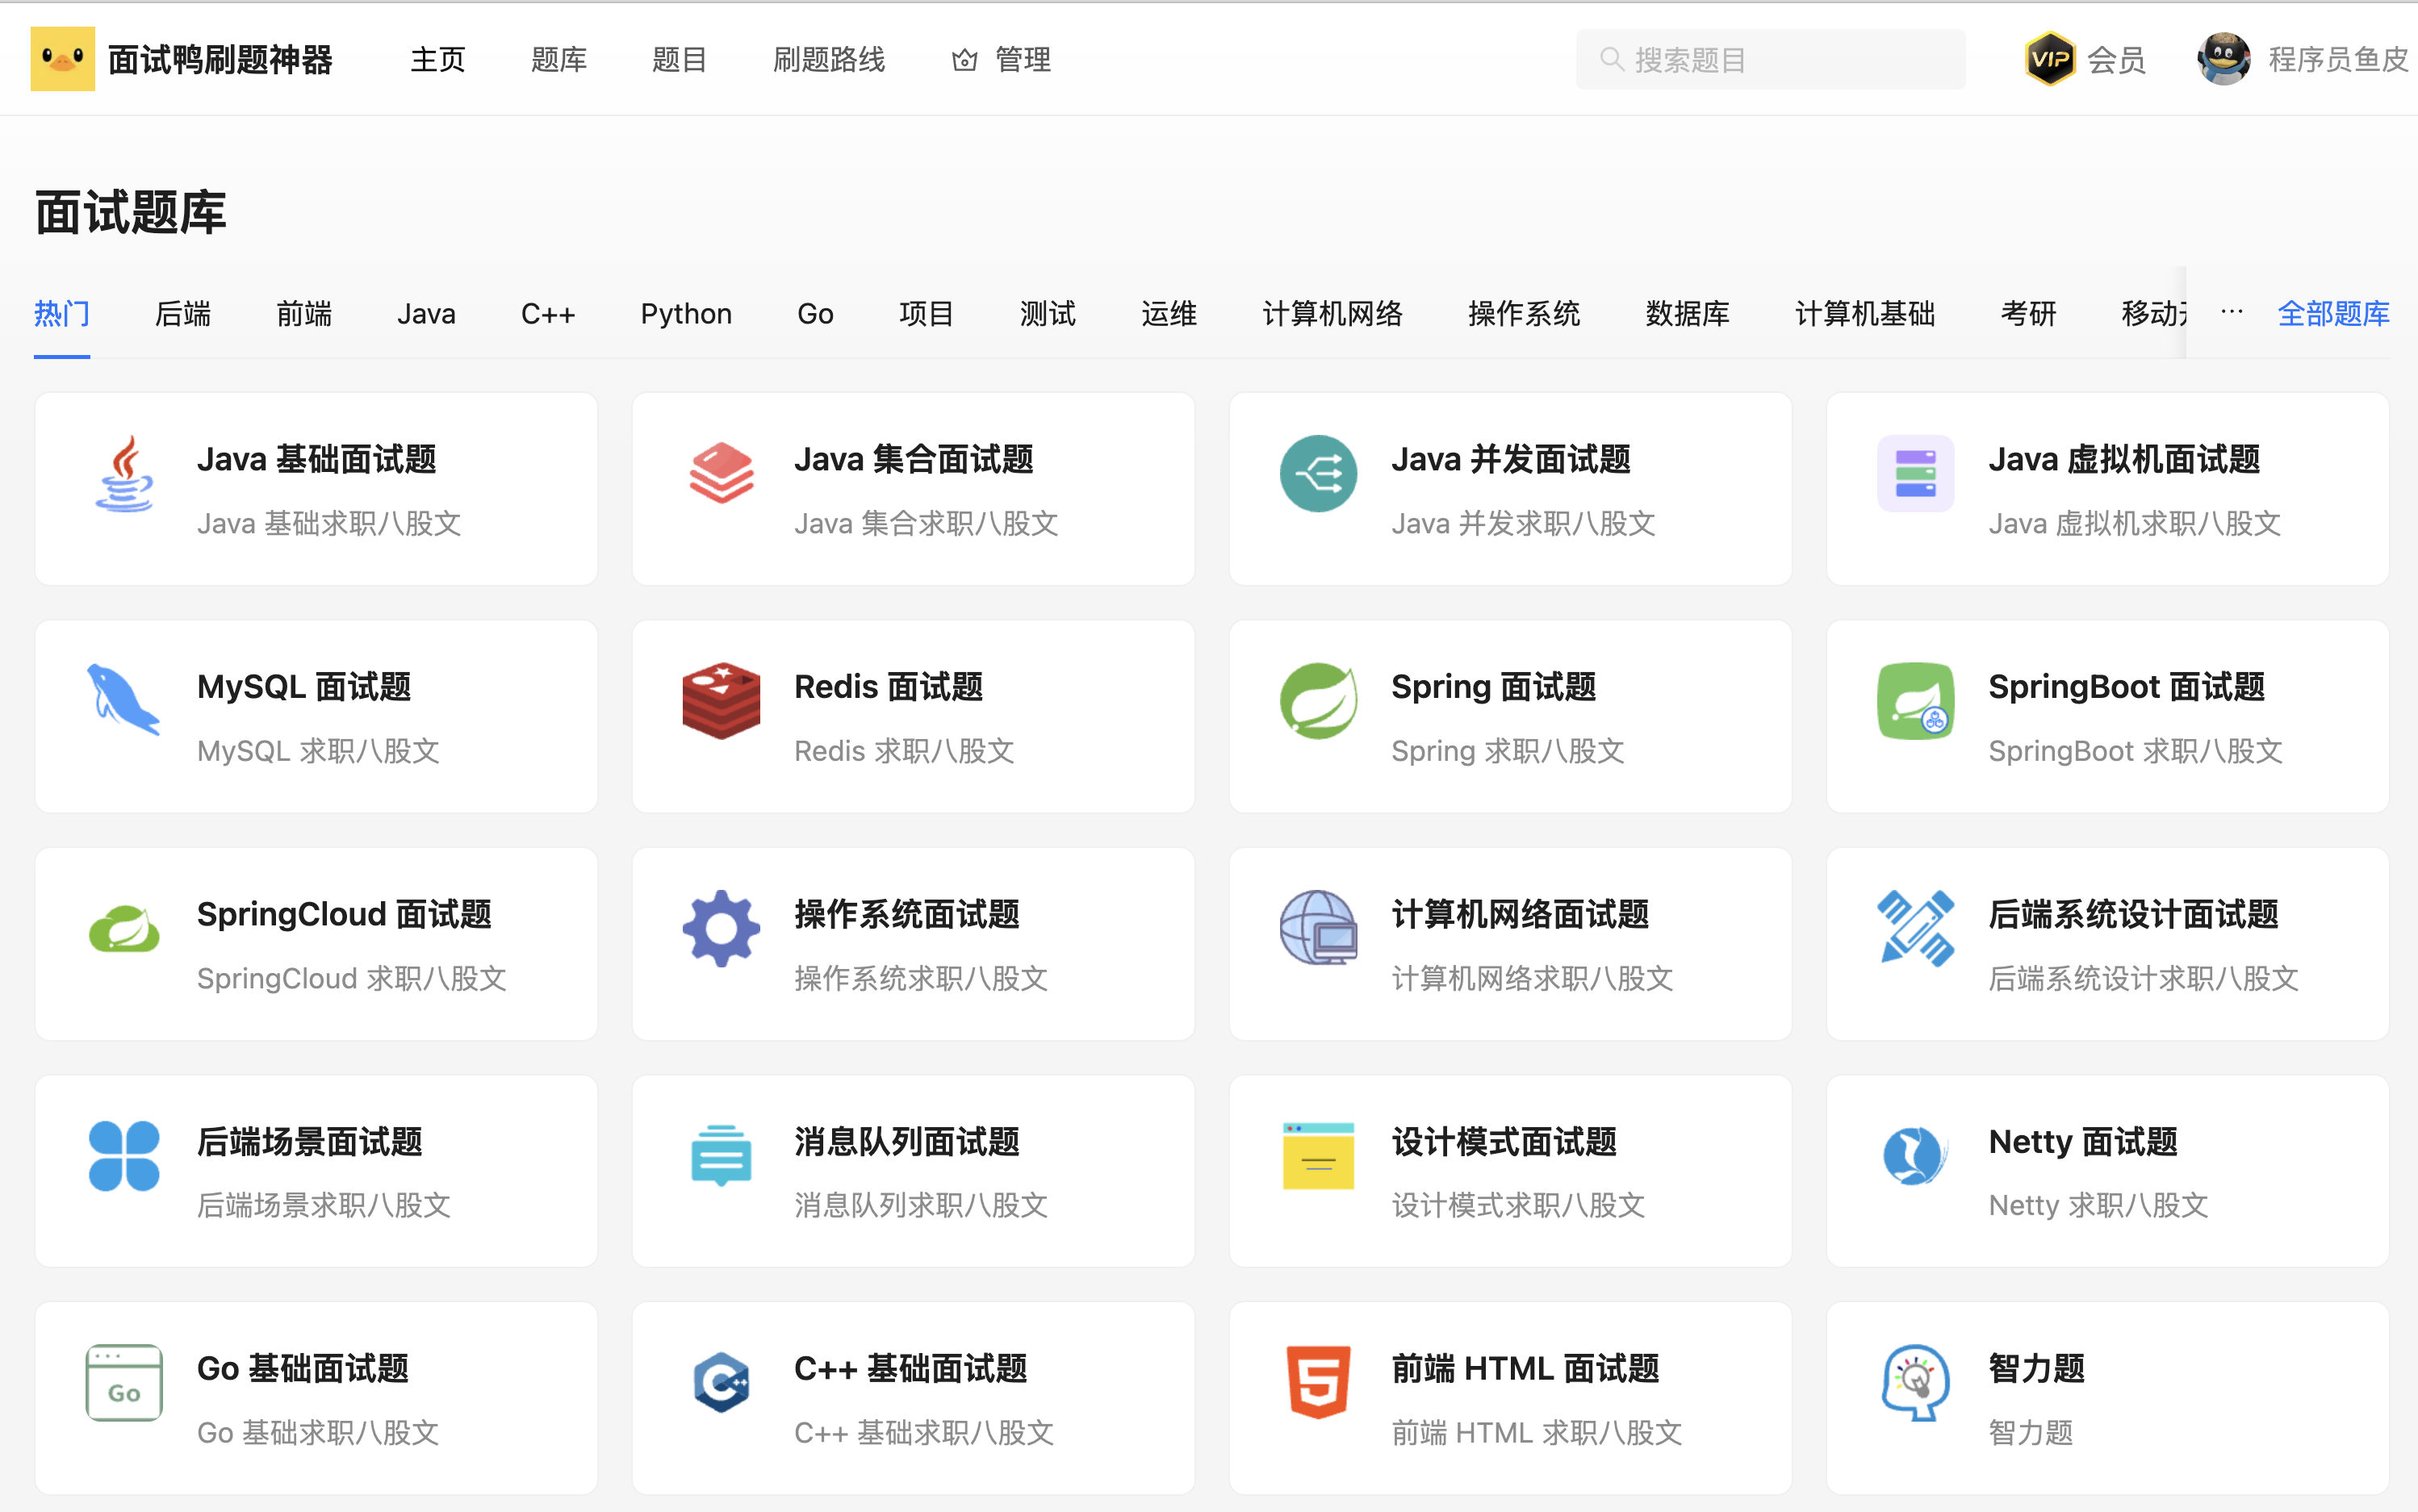 面试鸭刷题神器 主页 题库 题目 刷题路线 管理 搜索题目 VIP 会员 程序员鱼皮
面试题库
热门 后端 前端 Java C++ Python Go 项目 测试 运维 计算机网络 操作系统 数据库 计算机基础 考研 移动 ··· 全部题库
Java 基础面试题 Java 集合面试题 Java 并发面试题 Java 虚拟机面试题
Java 基础求职八股文 Java 集合求职八股文 Java 并发求职八股文 Java 虚拟机求职八股文
MySQL 面试题 Redis 面试题 Spring 面试题 SpringBoot 面试题
MySQL 求职八股文 Redis 求职八股文 Spring 求职八股文 SpringBoot 求职八股文
SpringCloud 面试题 操作系统面试题 计算机网络面试题 后端系统设计面试题
SpringCloud 求职八股文 操作系统求职八股文 计算机网络求职八股文 后端系统设计求职八股文
后端场景面试题 消息队列面试题 设计模式面试题 Netty 面试题
后端场景求职八股文 消息队列求职八股文 设计模式求职八股文 Netty 求职八股文
Go Go 基础面试题 C++ C++ 基础面试题 5 前端 HTML 面试题 智力题
Go 基础求职八股文 C++ 基础求职八股文 前端 HTML 求职八股文 智力题